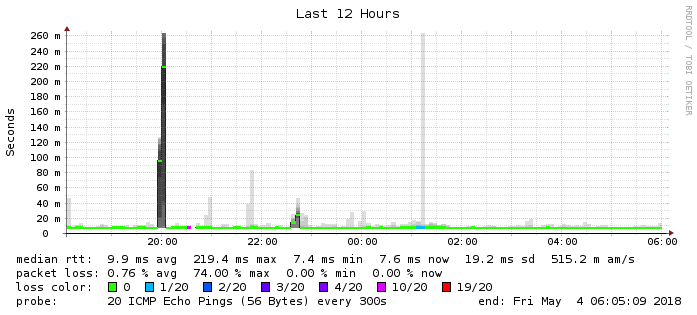 Last 12 Hours
RRDTOOL / TOBI OETIKER
Seconds
260 m
220 m
200 m
180 m
160 m
140 m
120 m
100 m
80 m
60 m
40 m
20 m
0
20:00 22:00 00:00 02:00 04:00 06:00
median rtt: 9.9 ms avg 219.4 ms max 7.4 ms min 7.6 ms now 19.2 ms sd 515.2 m am/s
packet loss: 0.76 % avg 74.00 % max 0.00 % min 0.00 % now
loss color: 0 1/20 2/20 3/20 4/20 10/20 19/20
probe: 20 ICMP Echo Pings (56 Bytes) every 300s end: Fri May 4 06:05:09 2018